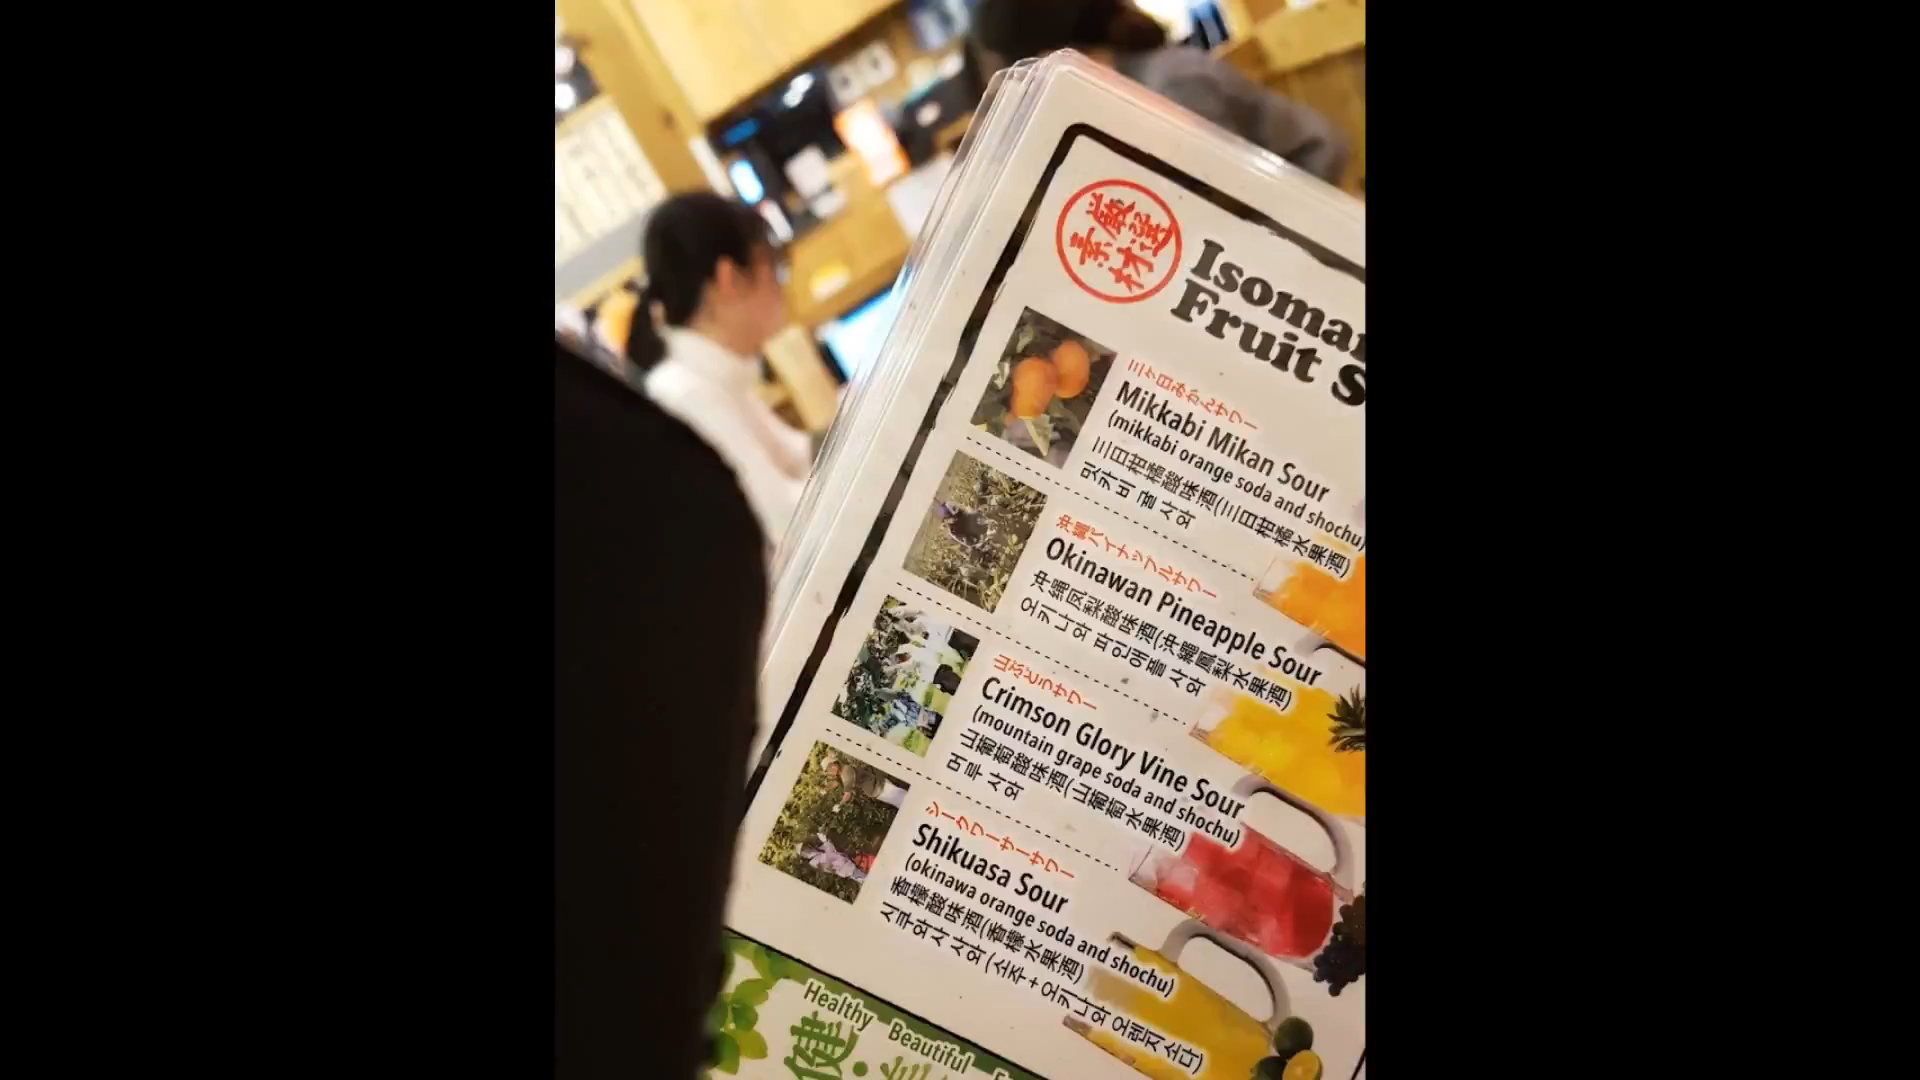 厳選
素材
Isomar
Fruit S
三ケ日みかんサワー
Mikkabi Mikan Sour
(mikkabi orange soda and shochu)
三日柑橘酸味酒(三日柑橘水果酒)
밋카비 귤 사와
沖縄パイナップルサワー
Okinawan Pineapple Sour
沖縄凤梨酸味酒(沖縄鳳梨水果酒)
오키나와 파인애플 사와
山ぶどうサワー
Crimson Glory Vine Sour
(mountain grape soda and shochu)
山葡萄酸味酒(山葡萄水果酒)
머루 사와
シークワーサーサワー
Shikuasa Sour
(okinawa orange soda and shochu)
香檬酸味酒(香檬水果酒)
시쿠와사 사와(소주+오키나와 오렌지소다)
Healthy Beautiful
健・